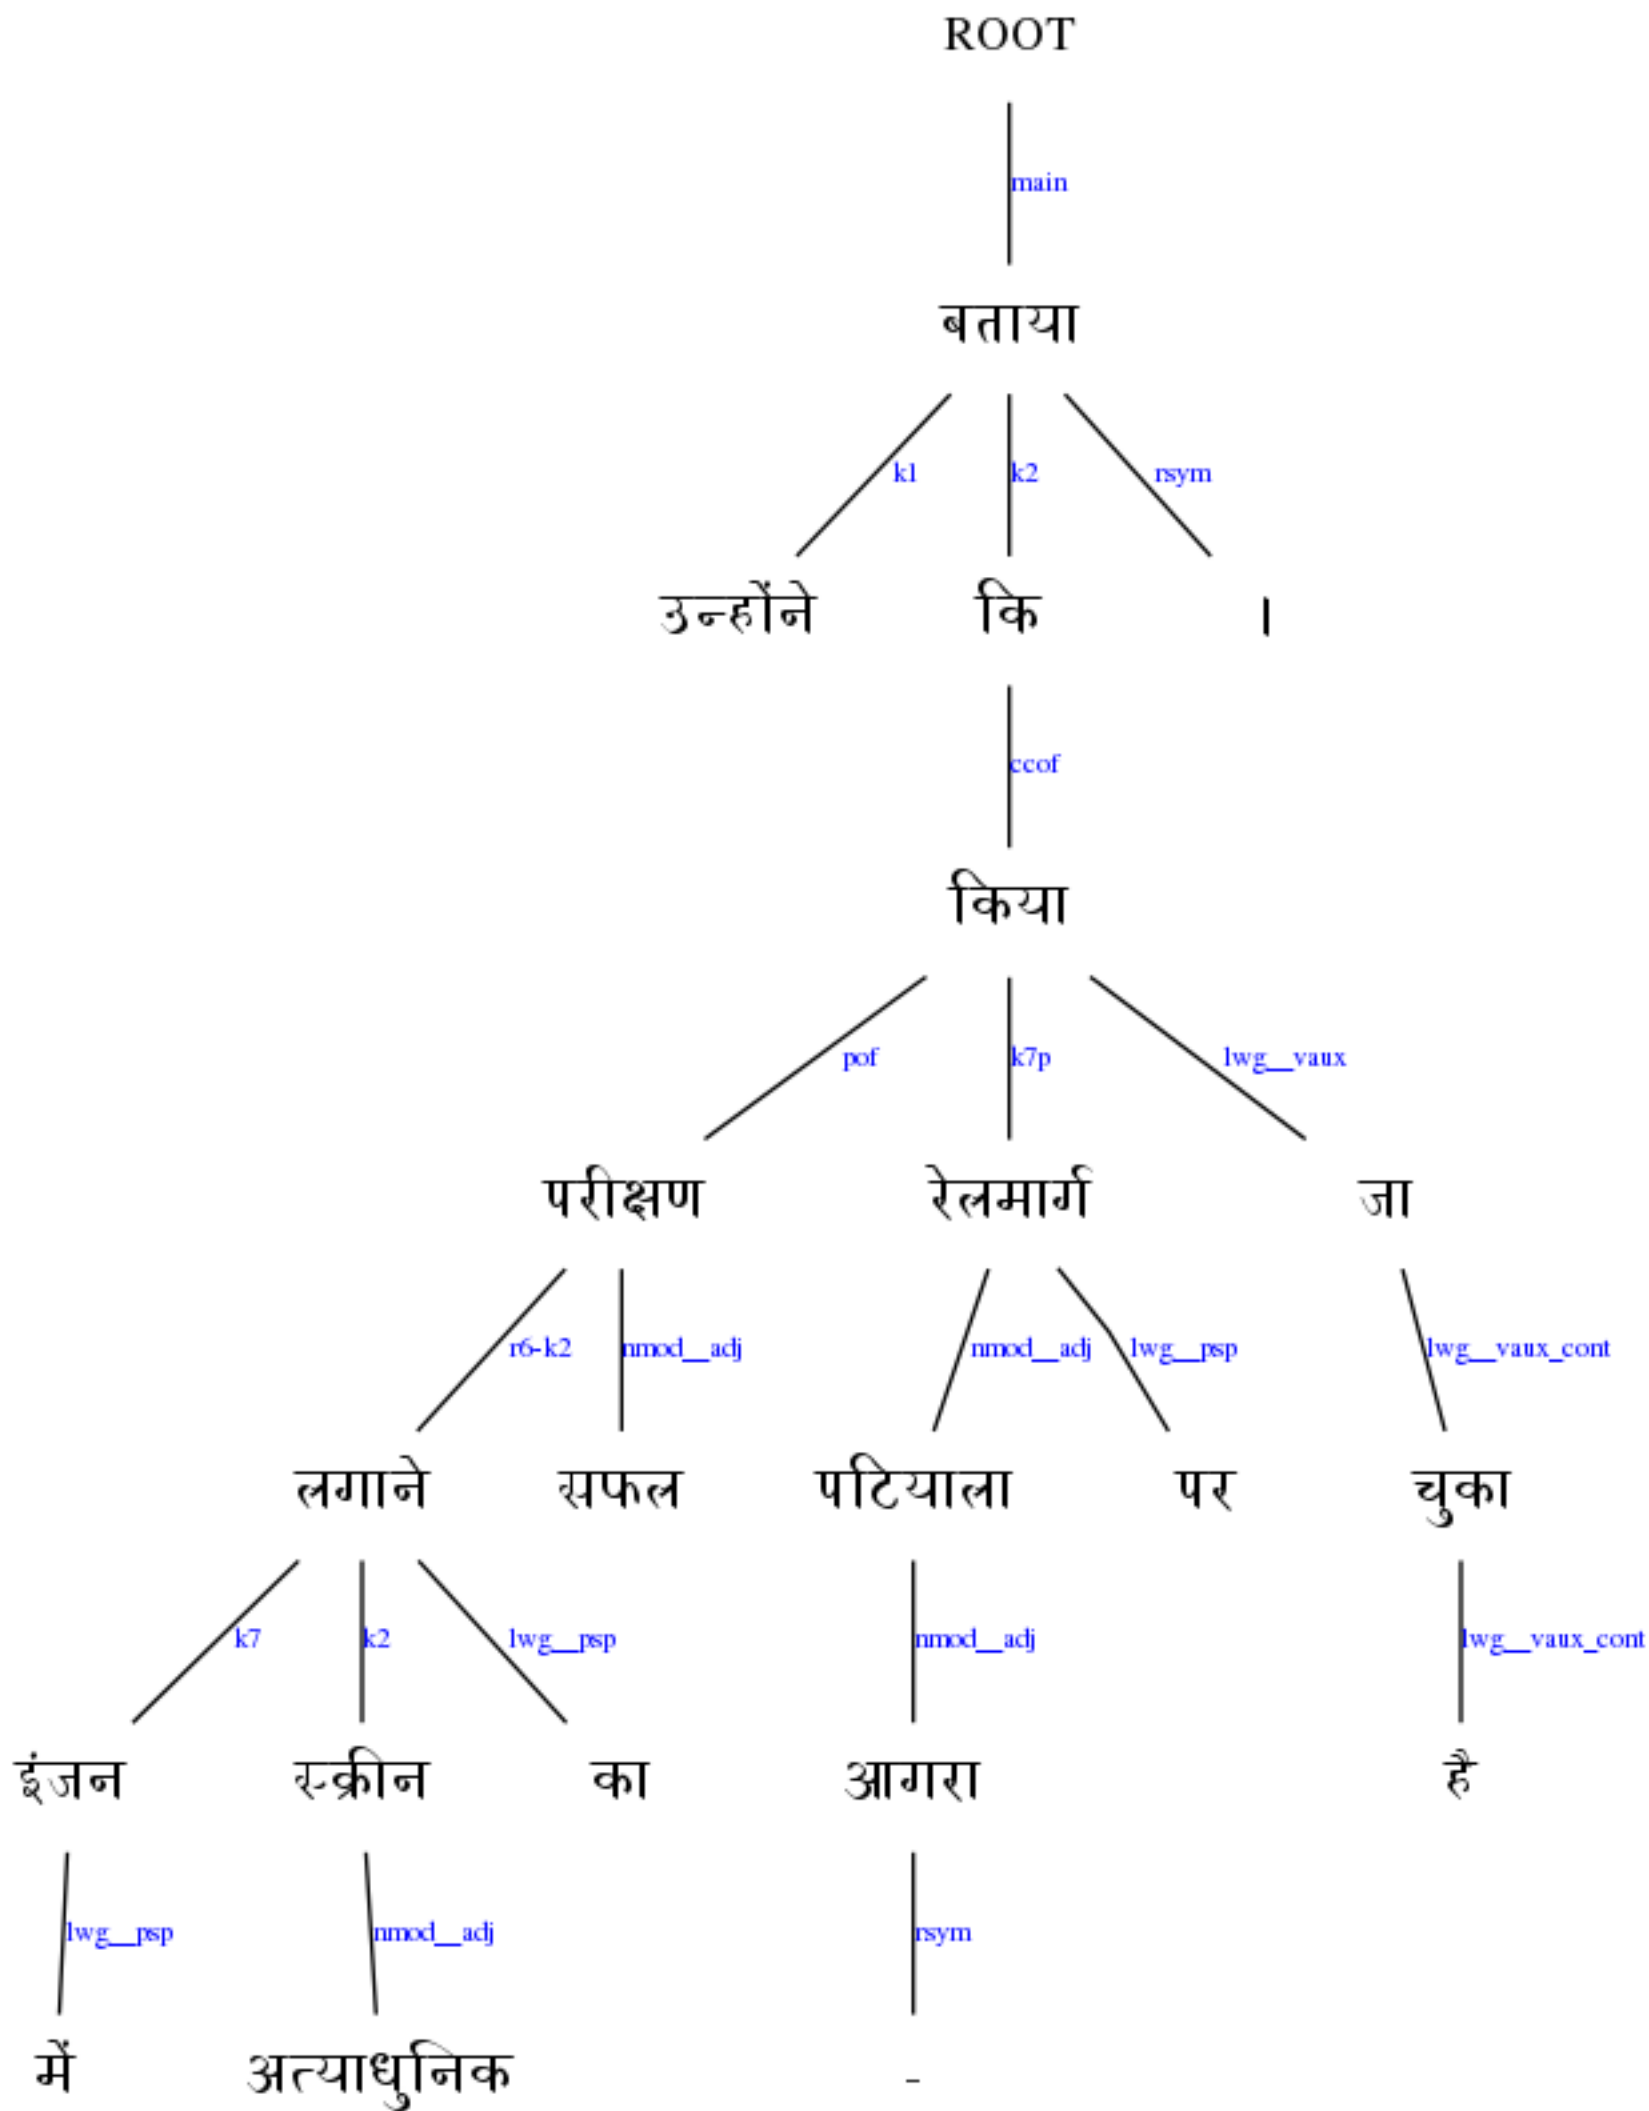 ROOT
main
बताया
k1 k2 rsym
उन्होंने कि ।
ccof
किया
pof k7p lwg__vaux
परीक्षण रेलमार्ग जा
r6-k2 nmod__adj nmod__adj lwg__psp lwg__vaux_cont
लगाने सफल पटियाला पर चुका
k7 k2 lwg__psp nmod__adj lwg__vaux_cont
इंजन स्क्रीन का आगरा है
lwg__psp nmod__adj rsym
में अत्याधुनिक -